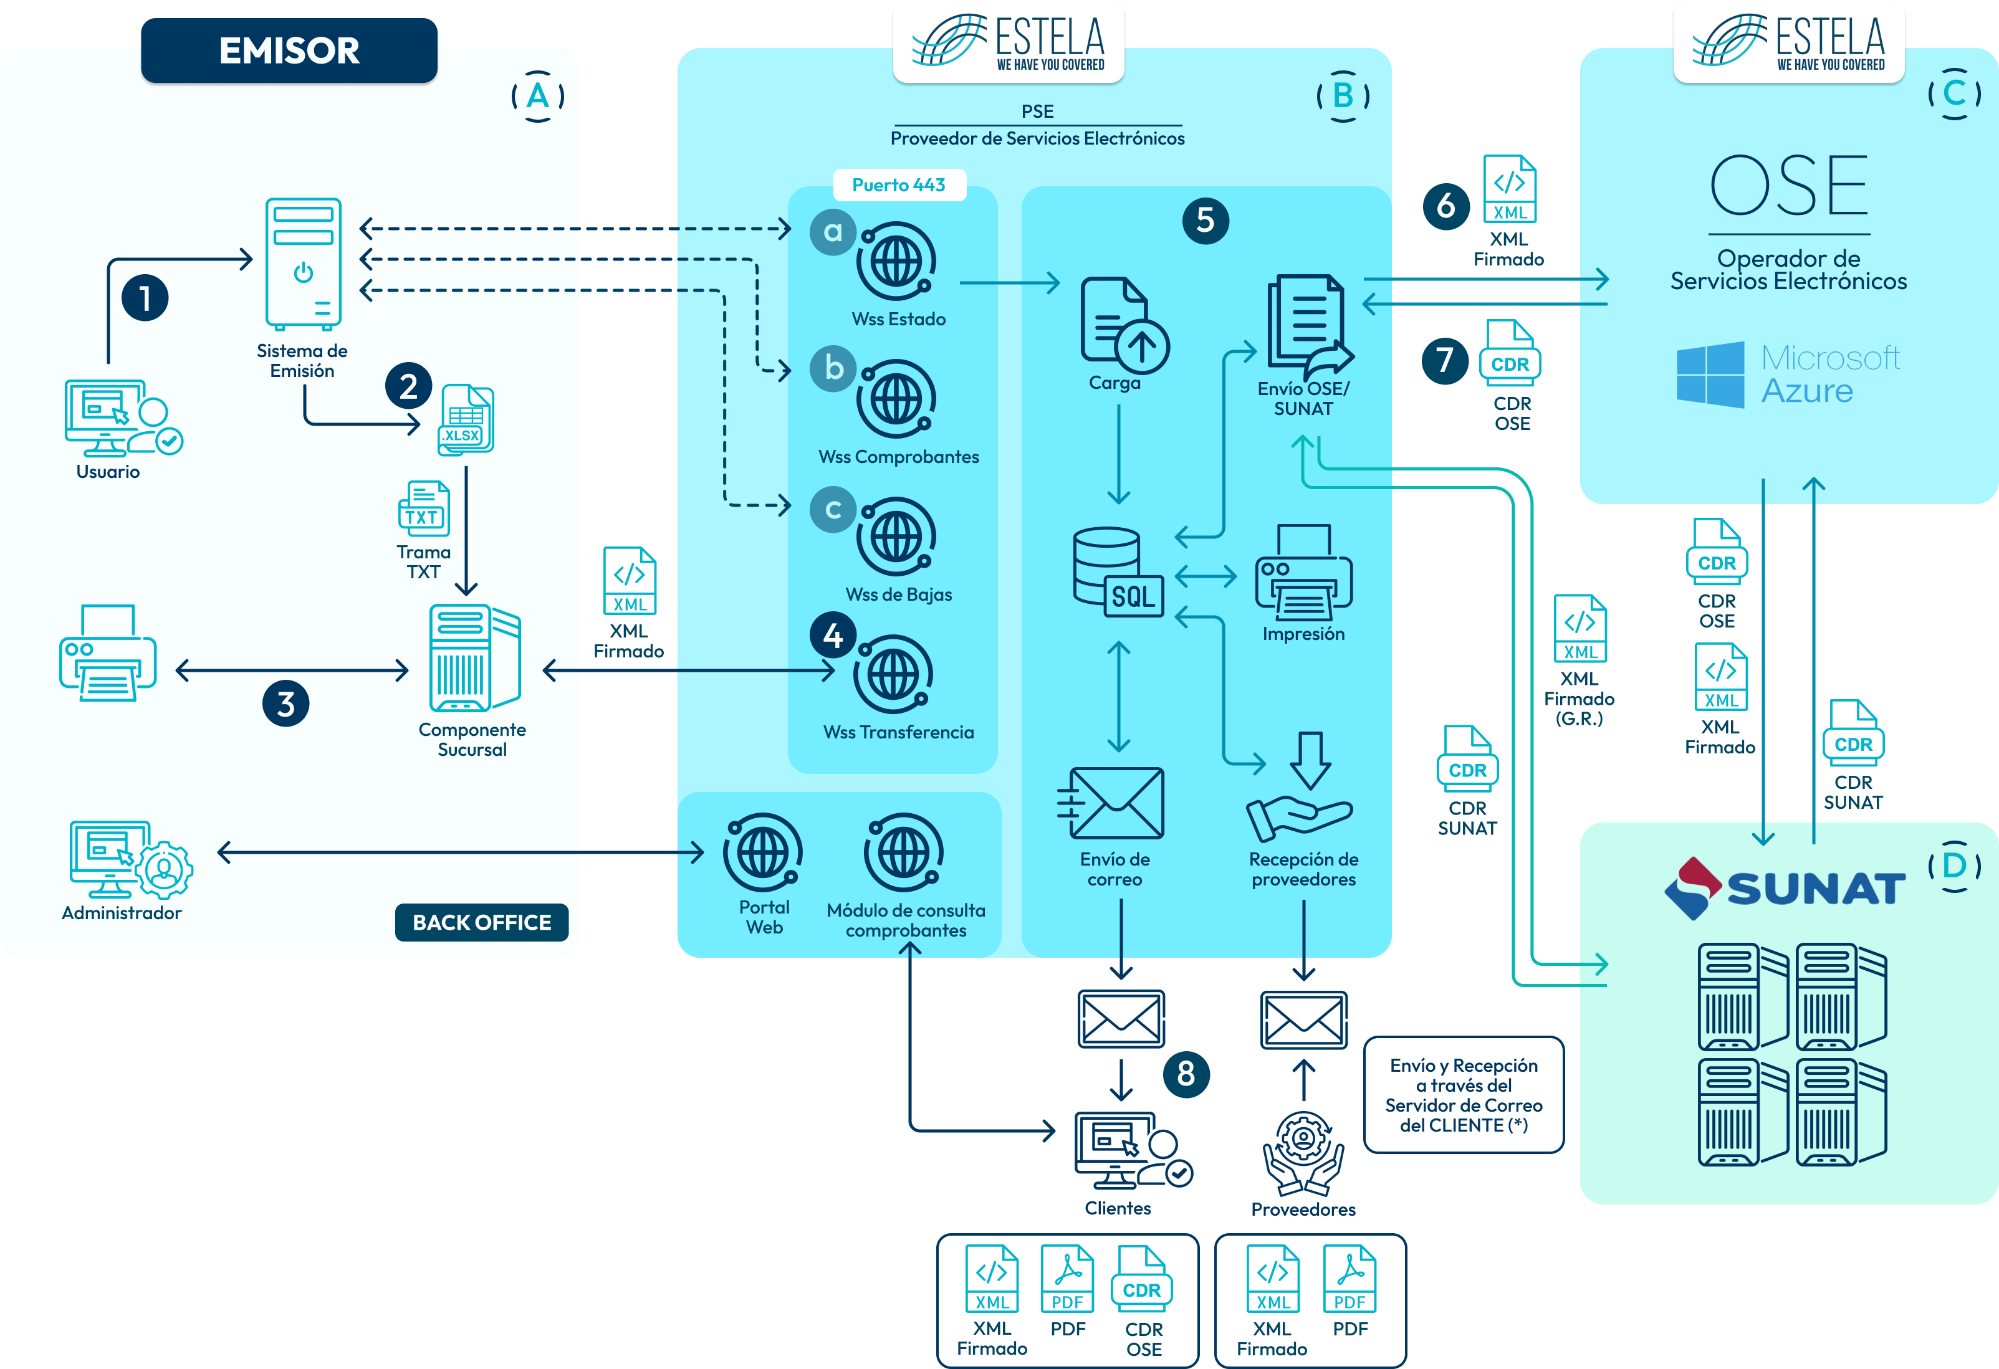 EMISOR
A
1
Sistema de
Emisión
2
.XLSX
Usuario
TXT
Trama
TXT
XML
XML
Firmado
3
Componente
Sucursal
Administrador
BACK OFFICE
ESTELA
WE HAVE YOU COVERED
B
PSE
Proveedor de Servicios Electrónicos
Puerto 443
a
Wss Estado
b
Wss Comprobantes
c
Wss de Bajas
4
Wss Transferencia
Portal
Web
Módulo de consulta
comprobantes
5
Carga
Envío OSE/
SUNAT
SQL
Impresión
Envío de
correo
Recepción de
proveedores
6
XML
XML
Firmado
7
CDR
CDR
OSE
ESTELA
WE HAVE YOU COVERED
C
OSE
Operador de
Servicios Electrónicos
Microsoft
Azure
CDR
CDR
OSE
XML
XML
Firmado
(G.R.)
XML
XML
Firmado
CDR
CDR
SUNAT
CDR
CDR
SUNAT
D
SUNAT
8
Envío y Recepción
a través del
Servidor de Correo
del CLIENTE (*)
Clientes
Proveedores
XML
XML
Firmado
PDF
PDF
CDR
CDR
OSE
XML
XML
Firmado
PDF
PDF